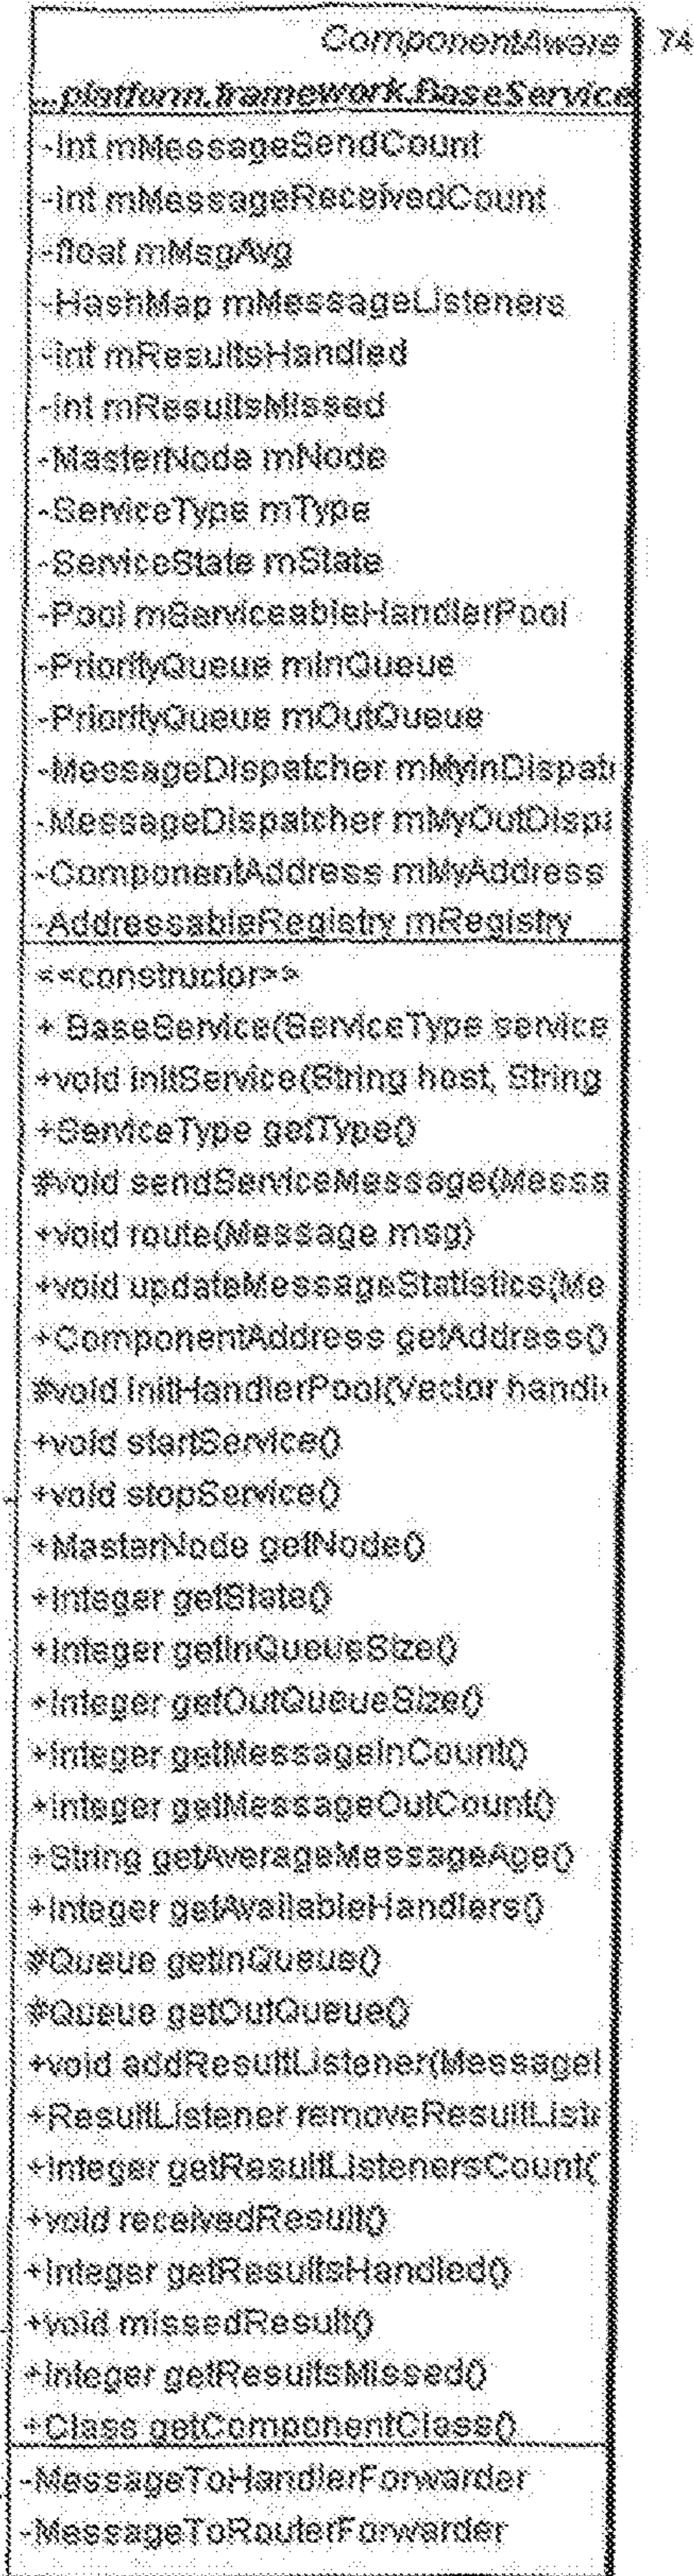 ComponentAware 74
...platform.framework.BaseService
-int mMessageSendCount
-int mMessageReceivedCount
-float mMsgAvg
-HashMap mMessageListeners
-int mResultsHandled
-int mResultsMissed
-MasterNode mNode
-ServiceType mType
-ServiceState mState
-Pool mServiceableHandlerPool
-PriorityQueue mInQueue
-PriorityQueue mOutQueue
-MessageDispatcher mMyInDispat
-MessageDispatcher mMyOutDispa
-ComponentAddress mMyAddress
-AddressableRegistry mRegistry
<<constructor>>
+ BaseService(ServiceType service
+void initService(String host, String
+ServiceType getType()
#void sendServiceMessage(Messa
+void route(Message msg)
+void updateMessageStatistics(Me
+ComponentAddress getAddress()
#void initHandlerPool(Vector handl
+void startService()
+void stopService()
+MasterNode getNode()
+Integer getState()
+Integer getInQueueSize()
+Integer getOutQueueSize()
+Integer getMessageInCount()
+Integer getMessageOutCount()
+String getAverageMessageAge()
+Integer getAvailableHandlers()
#Queue getInQueue()
#Queue getOutQueue()
+void addResultListener(MessageI
+ResultListener removeResultListe
+Integer getResultListenersCount(
+void receivedResult()
+Integer getResultsHandled()
+void missedResult()
+Integer getResultsMissed()
+Class getComponentClass()
-MessageToHandlerForwarder
-MessageToRouterForwarder